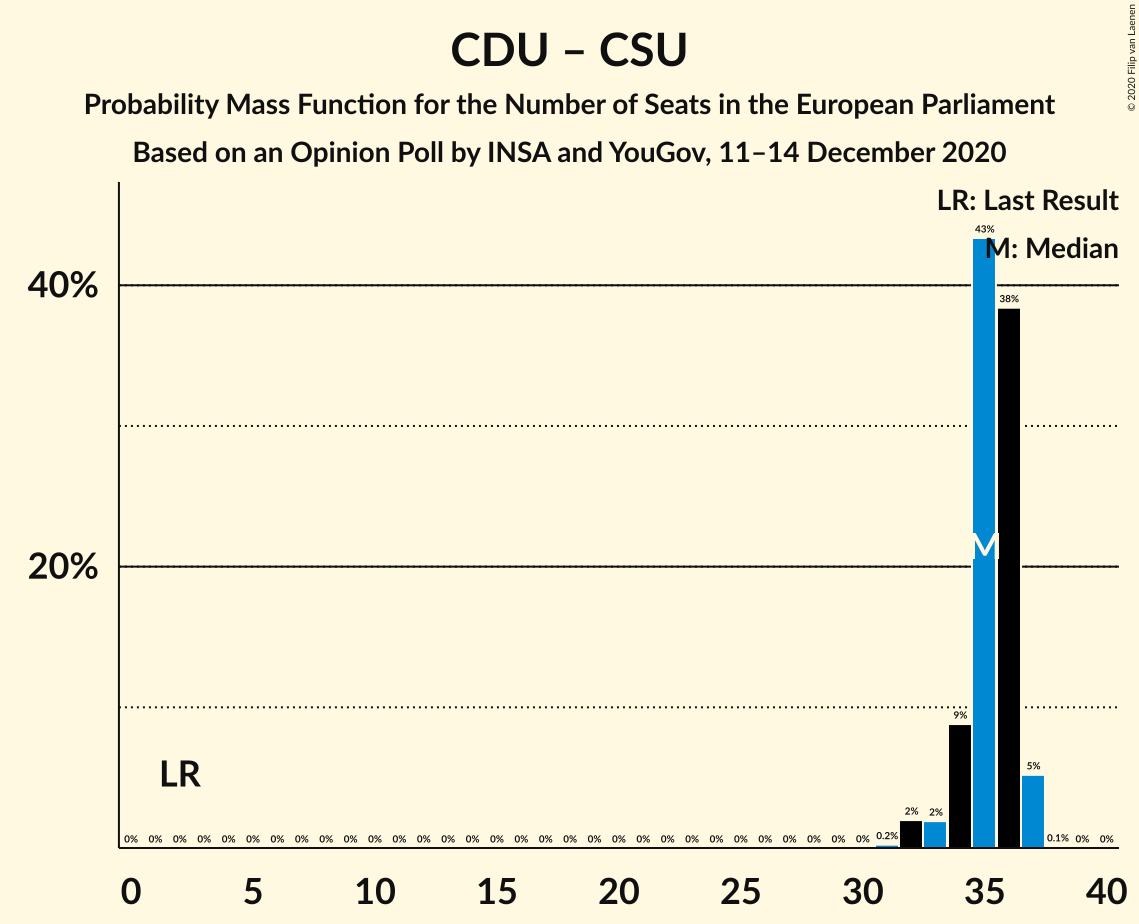 CDU – CSU
Probability Mass Function for the Number of Seats in the European Parliament
Based on an Opinion Poll by INSA and YouGov, 11–14 December 2020
© 2020 Filip van Laenen
LR: Last Result
M: Median
43%
40%
38%
M
20%
9%
LR
5%
2% 2%
0% 0% 0% 0% 0% 0% 0% 0% 0% 0% 0% 0% 0% 0% 0% 0% 0% 0% 0% 0% 0% 0% 0% 0% 0% 0% 0% 0% 0% 0% 0% 0.2% 0.1% 0% 0%
0 5 10 15 20 25 30 35 40